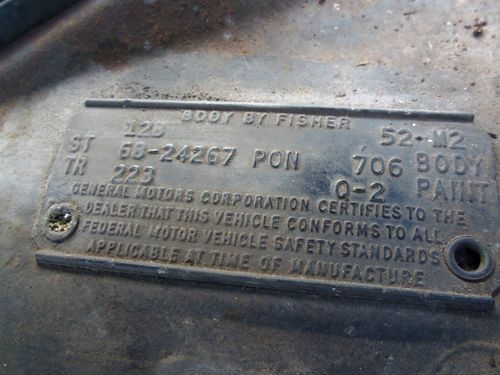 BODY BY FISHER
12D 52-M2
ST 68-24267 PON 706 BODY
TR 223 Q-2 PAINT
GENERAL MOTORS CORPORATION CERTIFIES TO THE
DEALER THAT THIS VEHICLE CONFORMS TO ALL
FEDERAL MOTOR VEHICLE SAFETY STANDARDS
APPLICABLE AT TIME OF MANUFACTURE